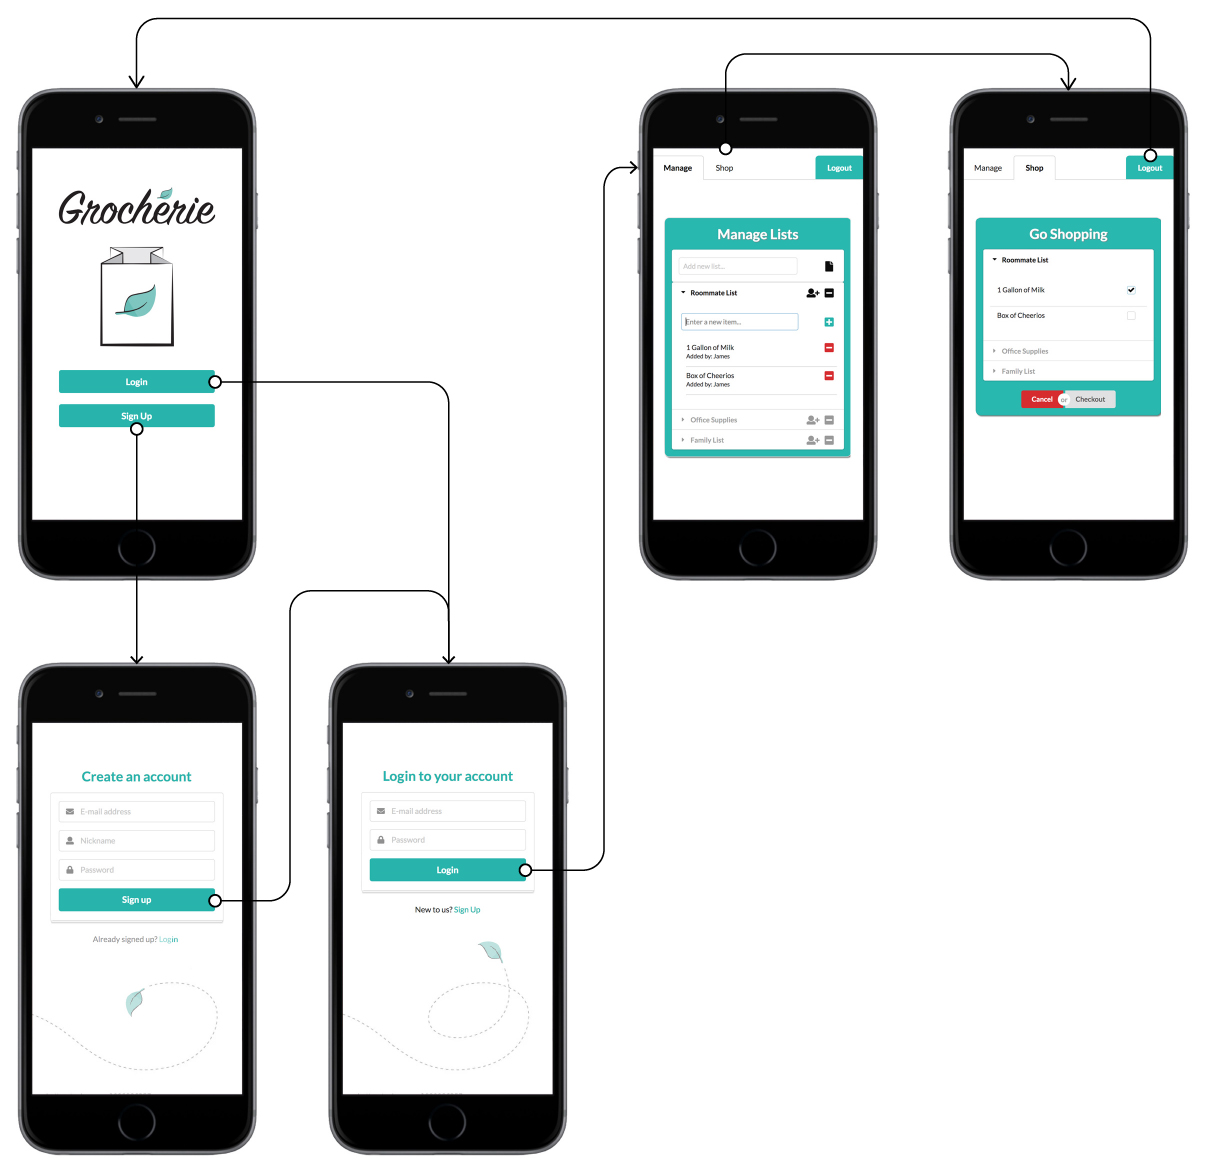 Grocherie
Login
Sign Up
Manage
Shop
Logout
Manage Lists
Add new list...
Roommate List
Enter a new item...
1 Gallon of Milk
Added by: James
Box of Cheerios
Added by: James
Office Supplies
Family List
Manage
Shop
Logout
Go Shopping
Roommate List
1 Gallon of Milk
Box of Cheerios
Office Supplies
Family List
Cancel or Checkout
Create an account
E-mail address
Nickname
Password
Sign up
Already signed up? Login
Login to your account
E-mail address
Password
Login
New to us? Sign Up